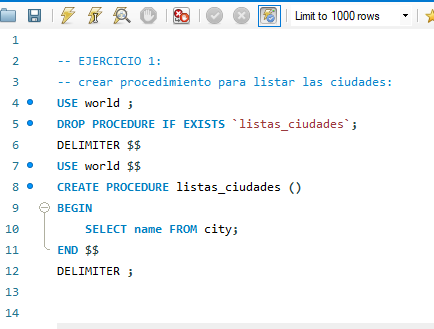 Limit to 1000 rows
1
2 -- EJERCICIO 1:
3 -- crear procedimiento para listar las ciudades:
4 USE world ;
5 DROP PROCEDURE IF EXISTS `listas_ciudades`;
6 DELIMITER $$
7 USE world $$
8 CREATE PROCEDURE listas_ciudades ()
9 BEGIN
10 SELECT name FROM city;
11 END $$
12 DELIMITER ;
13
14